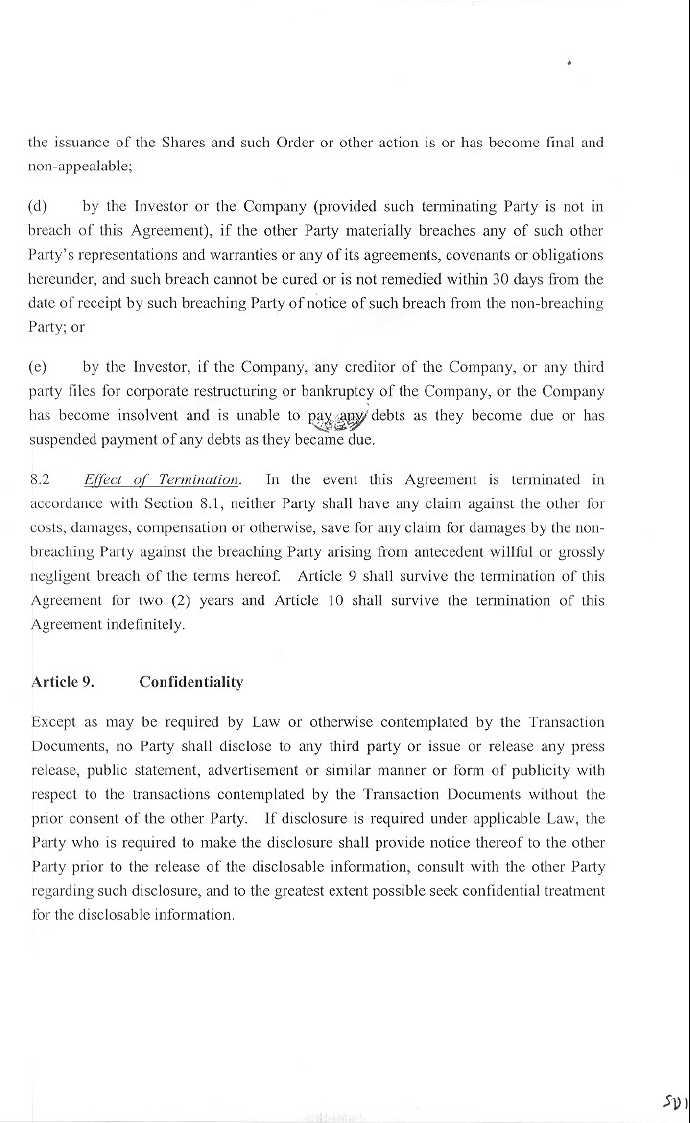 the issuance of the Shares and such Order or other action is or has become final and
non-appealable;
(d) by the Investor or the Company (provided such terminating Party is not in
breach of this Agreement), if the other Party materially breaches any of such other
Party's representations and warranties or any of its agreements, covenants or obligations
hereunder, and such breach cannot be cured or is not remedied within 30 days from the
date of receipt by such breaching Party of notice of such breach from the non-breaching
Party; or
(e) by the Investor, if the Company, any creditor of the Company, or any third
party files for corporate restructuring or bankruptcy of the Company, or the Company
has become insolvent and is unable to pay any debts as they become due or has
suspended payment of any debts as they became due.
8.2 Effect of Termination. In the event this Agreement is terminated in
accordance with Section 8.1, neither Party shall have any claim against the other for
costs, damages, compensation or otherwise, save for any claim for damages by the non-
breaching Party against the breaching Party arising from antecedent willful or grossly
negligent breach of the terms hereof. Article 9 shall survive the termination of this
Agreement for two (2) years and Article 10 shall survive the termination of this
Agreement indefinitely.
Article 9. Confidentiality
Except as may be required by Law or otherwise contemplated by the Transaction
Documents, no Party shall disclose to any third party or issue or release any press
release, public statement, advertisement or similar manner or form of publicity with
respect to the transactions contemplated by the Transaction Documents without the
prior consent of the other Party. If disclosure is required under applicable Law, the
Party who is required to make the disclosure shall provide notice thereof to the other
Party prior to the release of the disclosable information, consult with the other Party
regarding such disclosure, and to the greatest extent possible seek confidential treatment
for the disclosable information.